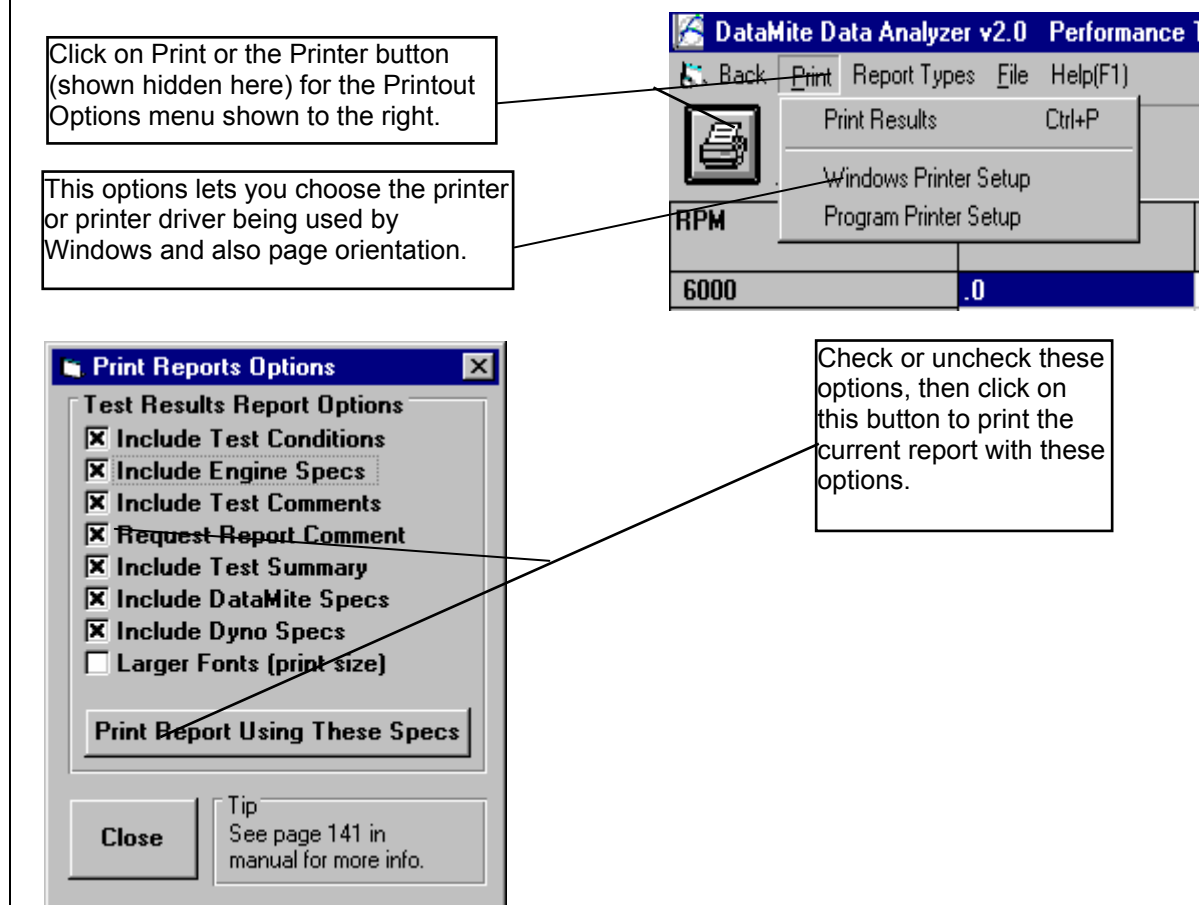 Click on Print or the Printer button
(shown hidden here) for the Printout
Options menu shown to the right.
This options lets you choose the printer
or printer driver being used by
Windows and also page orientation.
DataMite Data Analyzer v2.0 Performance
Back Print Report Types File Help(F1)
Print Results Ctrl+P
Windows Printer Setup
Program Printer Setup
RPM
6000 .0
Print Reports Options
Test Results Report Options
Include Test Conditions
Include Engine Specs
Include Test Comments
Request Report Comment
Include Test Summary
Include DataMite Specs
Include Dyno Specs
Larger Fonts (print size)
Print Report Using These Specs
Close
Tip
See page 141 in
manual for more info.
Check or uncheck these
options, then click on
this button to print the
current report with these
options.